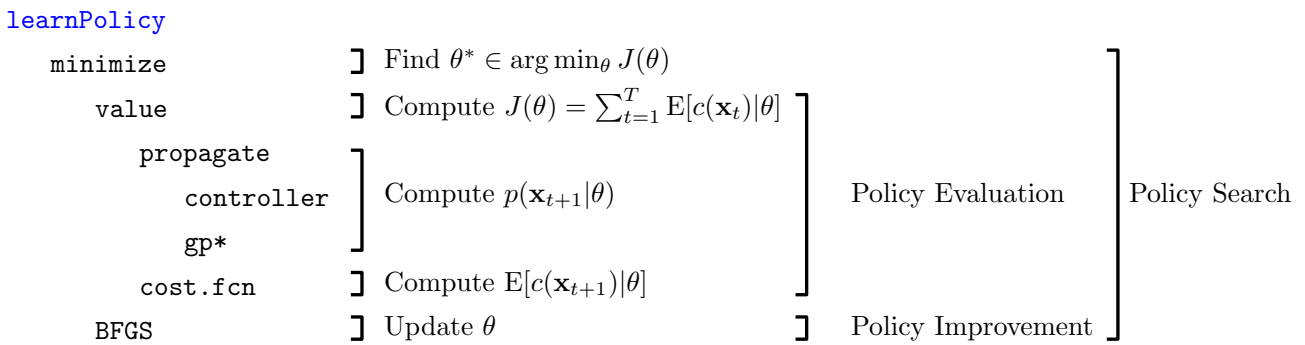 learnPolicy
minimize Find θ* ∈ arg min_θ J(θ)
value Compute J(θ) = ∑_{t=1}^{T} E[c(x_t)|θ]
propagate
controller Compute p(x_{t+1}|θ) Policy Evaluation Policy Search
gp*
cost.fcn Compute E[c(x_{t+1})|θ]
BFGS Update θ Policy Improvement